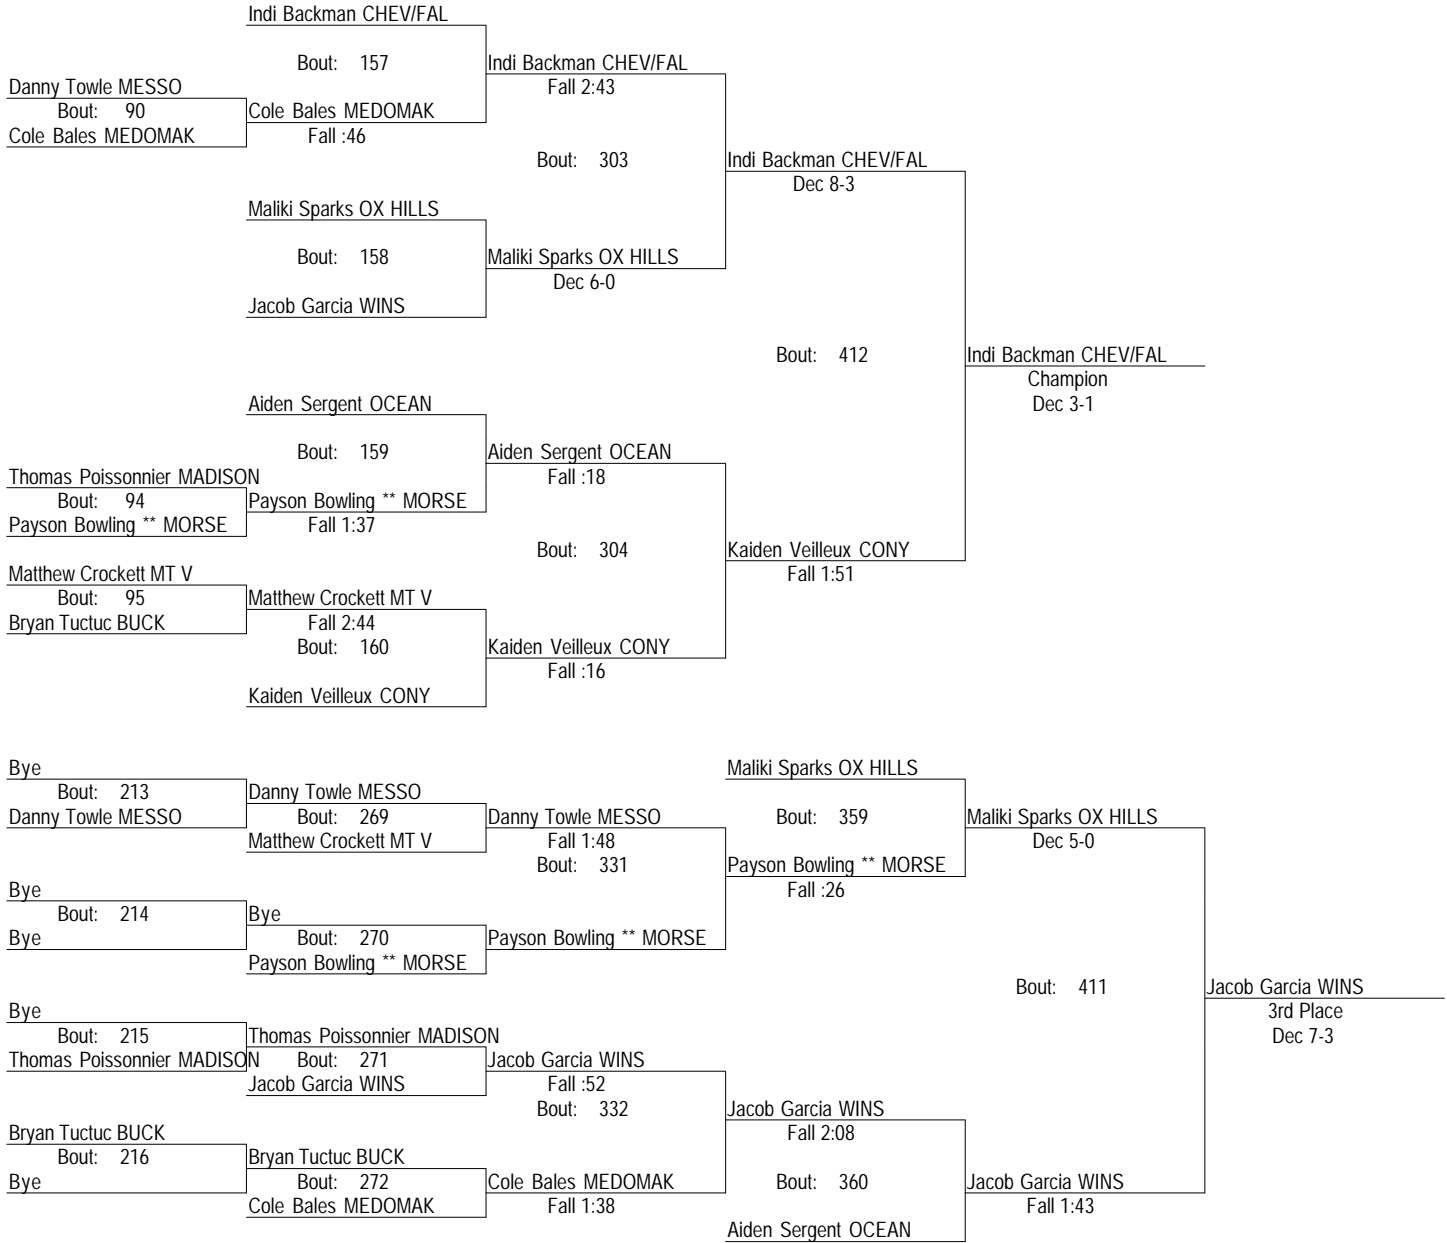 Indi Backman CHEV/FAL
Bout: 157
Indi Backman CHEV/FAL
Danny Towle MESSO
Fall 2:43
Bout: 90
Cole Bales MEDOMAK
Cole Bales MEDOMAK
Fall :46
Bout: 303
Indi Backman CHEV/FAL
Dec 8-3
Maliki Sparks OX HILLS
Bout: 158
Maliki Sparks OX HILLS
Dec 6-0
Jacob Garcia WINS
Bout: 412
Indi Backman CHEV/FAL
Champion
Dec 3-1
Aiden Sergent OCEAN
Bout: 159
Aiden Sergent OCEAN
Thomas Poissonnier MADISON
Fall :18
Bout: 94
Payson Bowling ** MORSE
Payson Bowling ** MORSE
Fall 1:37
Bout: 304
Kaiden Veilleux CONY
Matthew Crockett MT V
Fall 1:51
Bout: 95
Matthew Crockett MT V
Bryan Tuctuc BUCK
Fall 2:44
Bout: 160
Kaiden Veilleux CONY
Fall :16
Kaiden Veilleux CONY
Bye
Maliki Sparks OX HILLS
Bout: 213
Danny Towle MESSO
Danny Towle MESSO
Bout: 269
Danny Towle MESSO
Bout: 359
Maliki Sparks OX HILLS
Matthew Crockett MT V
Fall 1:48
Dec 5-0
Bout: 331
Payson Bowling ** MORSE
Bye
Fall :26
Bout: 214
Bye
Bye
Bout: 270
Payson Bowling ** MORSE
Payson Bowling ** MORSE
Bout: 411
Jacob Garcia WINS
Bye
3rd Place
Bout: 215
Thomas Poissonnier MADISON
Dec 7-3
Thomas Poissonnier MADISON
Bout: 271
Jacob Garcia WINS
Jacob Garcia WINS
Fall :52
Bout: 332
Jacob Garcia WINS
Bryan Tuctuc BUCK
Fall 2:08
Bout: 216
Bryan Tuctuc BUCK
Bye
Bout: 272
Cole Bales MEDOMAK
Bout: 360
Jacob Garcia WINS
Cole Bales MEDOMAK
Fall 1:38
Fall 1:43
Aiden Sergent OCEAN